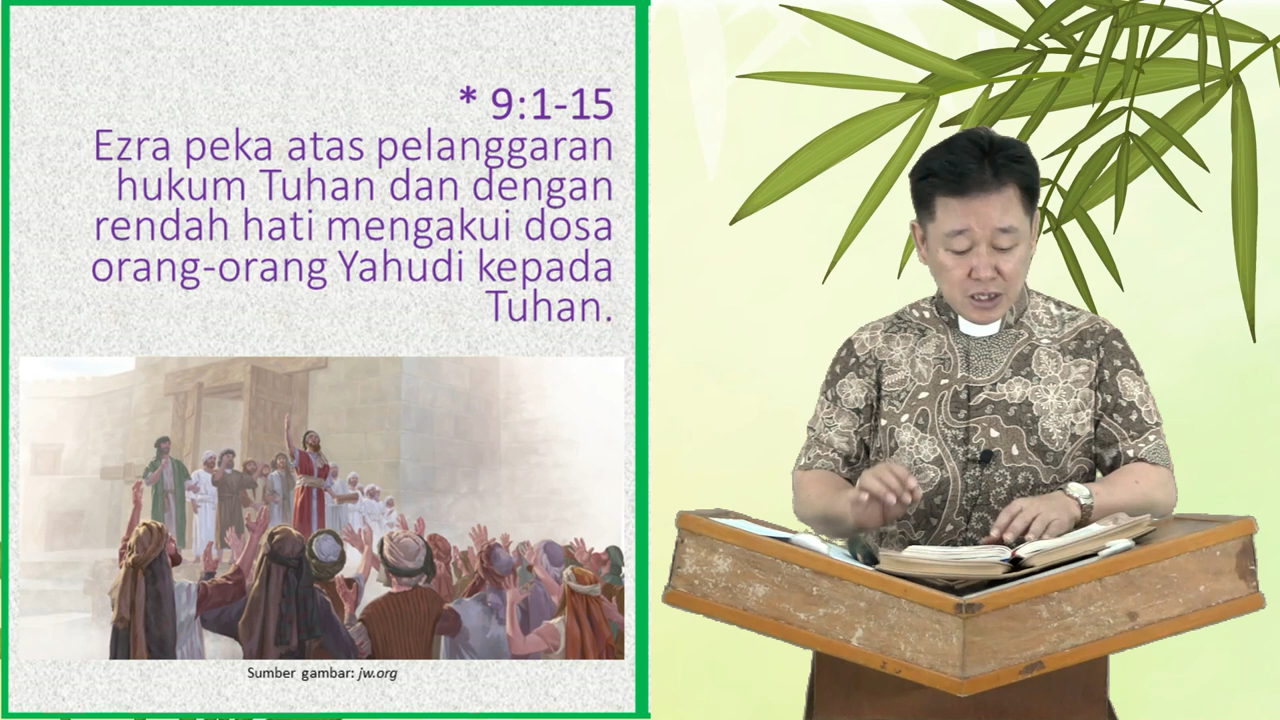 * 9:1-15
Ezra peka atas pelanggaran
hukum Tuhan dan dengan
rendah hati mengakui dosa
orang-orang Yahudi kepada
Tuhan.
Sumber gambar: jw.org